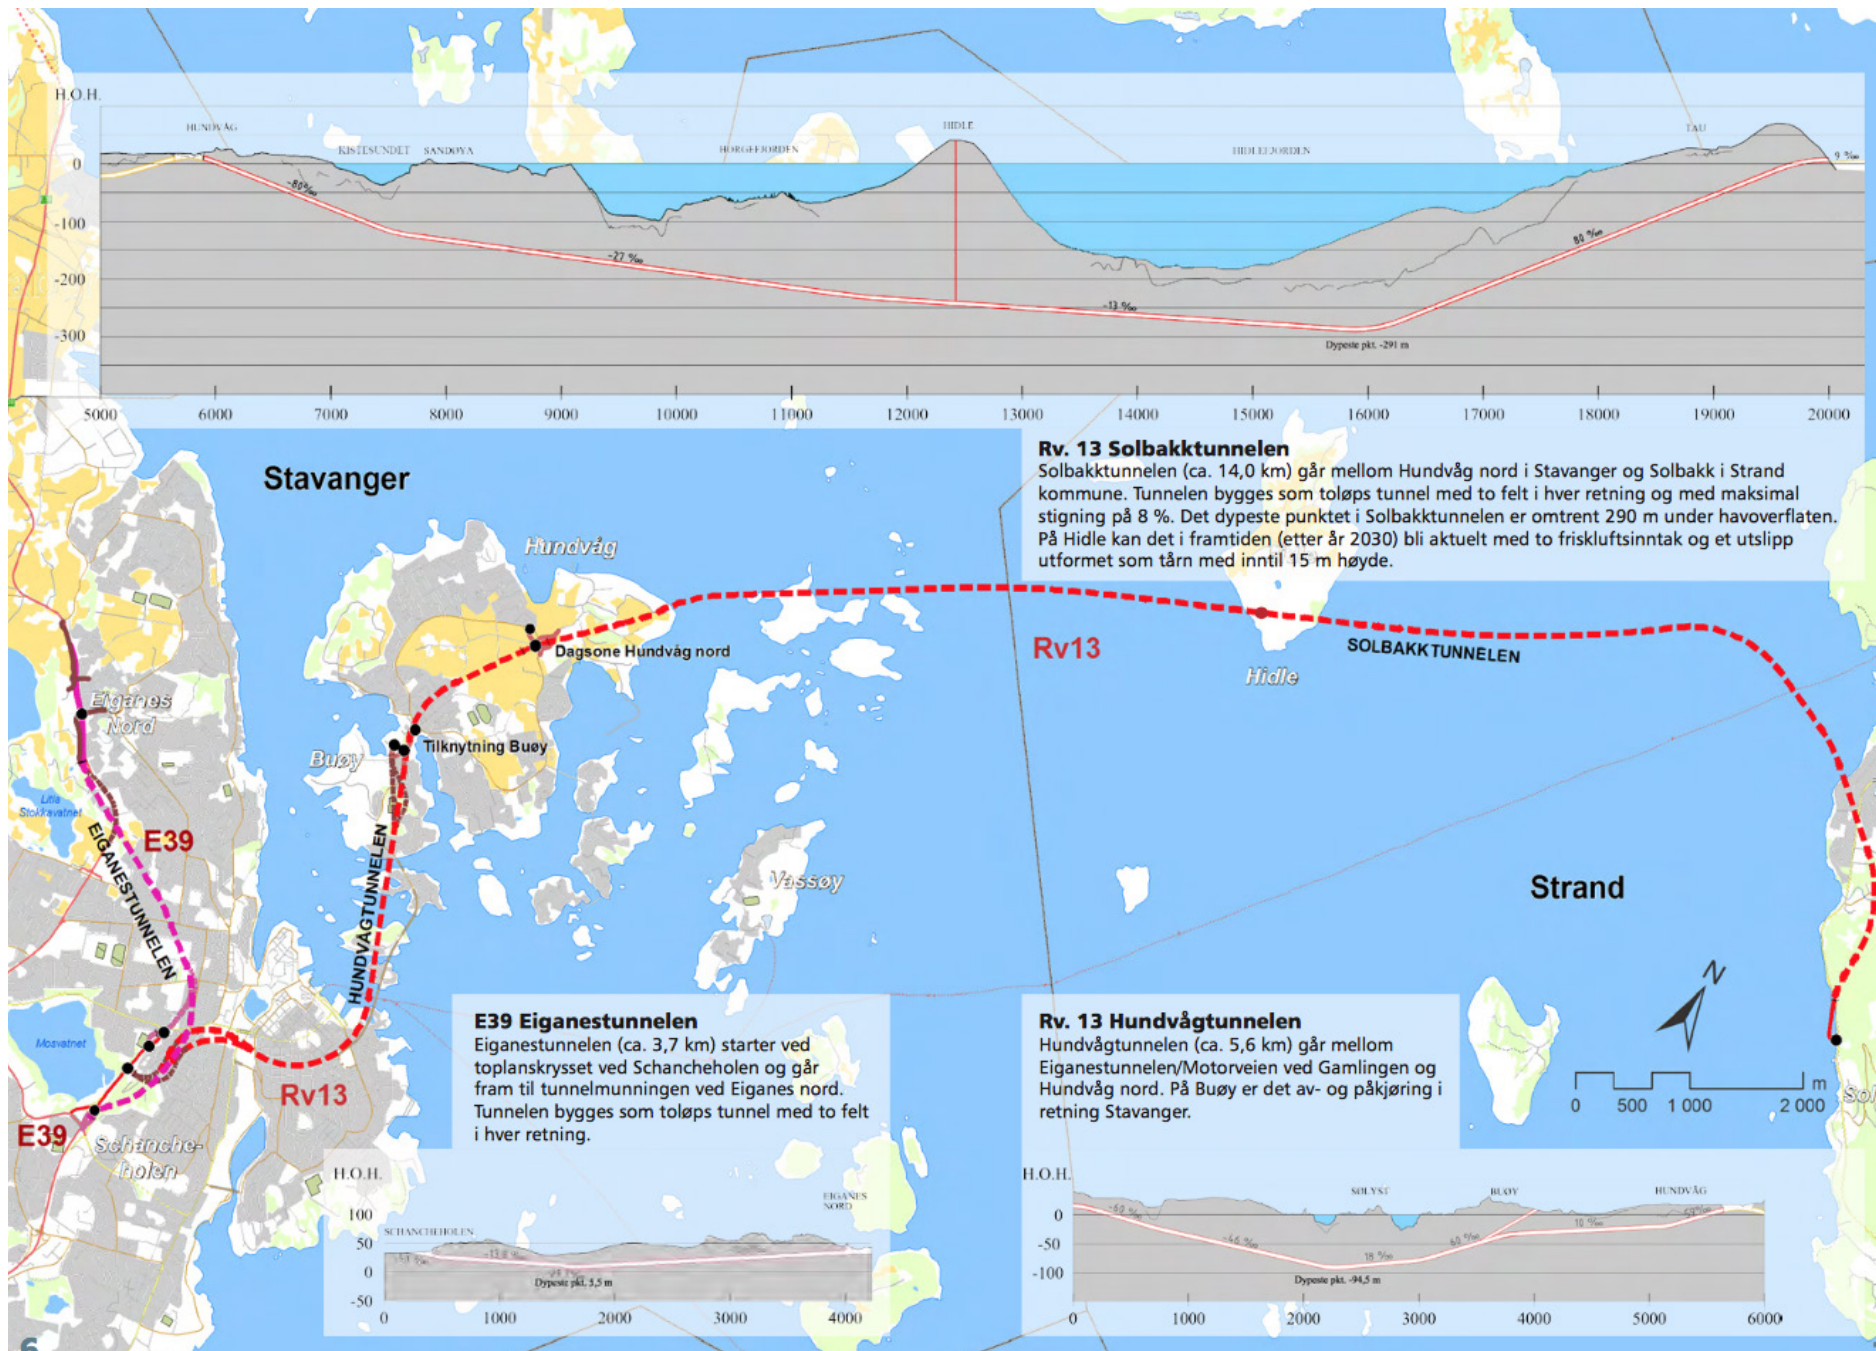 H.O.H.
HUNDVÅG
KISTESUNDET
SANDØYA
HORGEFJORDEN
HIDLE
HIDLEFJORDEN
TAU
0
-100
-200
-300
-80‰
-27 ‰
-13 ‰
80 ‰
9 ‰
Dypeste pkt. -291 m
5000 6000 7000 8000 9000 10000 11000 12000 13000 14000 15000 16000 17000 18000 19000 20000
Rv. 13 Solbakktunnelen
Solbakktunnelen (ca. 14,0 km) går mellom Hundvåg nord i Stavanger og Solbakk i Strand
kommune. Tunnelen bygges som toløps tunnel med to felt i hver retning og med maksimal
stigning på 8 %. Det dypeste punktet i Solbakktunnelen er omtrent 290 m under havoverflaten.
På Hidle kan det i framtiden (etter år 2030) bli aktuelt med to friskluftsinntak og et utslipp
utformet som tårn med inntil 15 m høyde.
Stavanger
Hundvåg
Dagsone Hundvåg nord
Rv13
SOLBAKKTUNNELEN
Hidle
Eiganes
Nord
Buøy
Tilknytning Buøy
Litla
Stokkavatnet
E39
EIGANESTUNNELEN
HUNDVÅGTUNNELEN
Vassøy
Strand
N
Mosvatnet
Rv13
E39
Schanche-
holen
0 500 1 000 2 000 m
Sol
E39 Eiganestunnelen
Eiganestunnelen (ca. 3,7 km) starter ved
toplanskrysset ved Schancheholen og går
fram til tunnelmunningen ved Eiganes nord.
Tunnelen bygges som toløps tunnel med to felt
i hver retning.
Rv. 13 Hundvågtunnelen
Hundvågtunnelen (ca. 5,6 km) går mellom
Eiganestunnelen/Motorveien ved Gamlingen og
Hundvåg nord. På Buøy er det av- og påkjøring i
retning Stavanger.
H.O.H.
SCHANCHEHOLEN
EIGANES
NORD
100
50
0
-50
Dypeste pkt. 5,5 m
0 1000 2000 3000 4000
H.O.H.
SØLYST
BUØY
HUNDVÅG
0
-50
-100
-60 ‰
-46 ‰
18 ‰
60 ‰
10 ‰
59‰
Dypeste pkt. -94,5 m
0 1000 2000 3000 4000 5000 6000
6